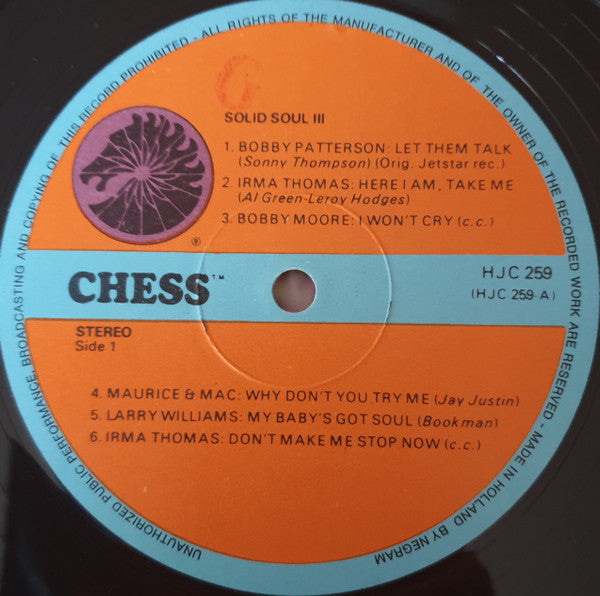 UNAUTHORIZED PUBLIC PERFORMANCE, BROADCASTING AND COPYING OF THIS RECORD PROHIBITED - ALL RIGHTS OF THE MANUFACTURER AND OF THE OWNER OF THE RECORDED WORK ARE RESERVED - MADE IN HOLLAND BY NEGRAM
G
SOLID SOUL III
1. BOBBY PATTERSON: LET THEM TALK
(Sonny Thompson) (Orig. Jetstar rec.)
2. IRMA THOMAS: HERE I AM, TAKE ME
(Al Green-Leroy Hodges)
3. BOBBY MOORE: I WON'T CRY (c.c.)
®
CHESS™
HJC 259
(HJC 259-A)
STEREO
Side 1
4. MAURICE & MAC: WHY DON'T YOU TRY ME (Jay Justin)
5. LARRY WILLIAMS: MY BABY'S GOT SOUL (Bookman)
6. IRMA THOMAS: DON'T MAKE ME STOP NOW (c.c.)